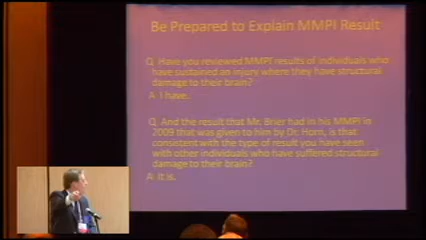 Be Prepared to Explain MMPI Result
Q Have you reviewed MMPI results of individuals who
have sustained an injury where they have structural
damage to their brain?
A I have.
Q And the result that Mr. Brier had in his MMPI in
2009 that was given to him by Dr. Horn, is that
consistent with the type of result you have seen
with other individuals who have suffered structural
damage to their brain?
A It is.